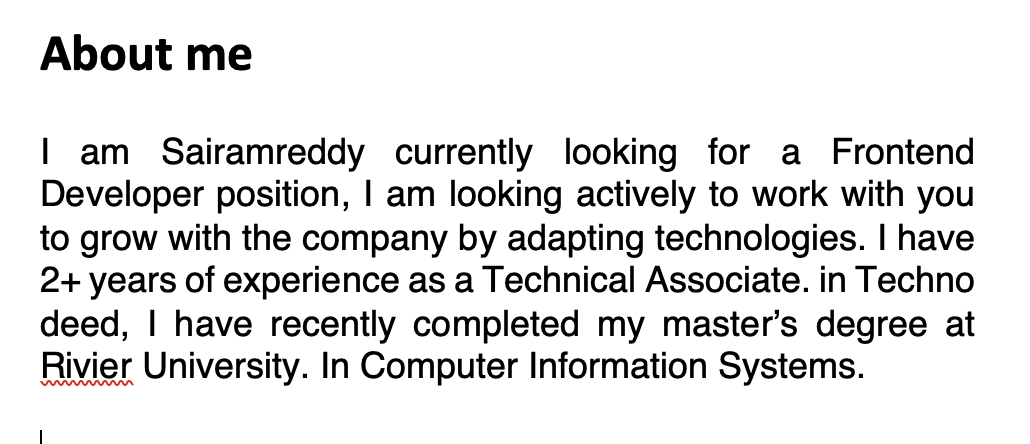 About me
I am Sairamreddy currently looking for a Frontend
Developer position, I am looking actively to work with you
to grow with the company by adapting technologies. I have
2+ years of experience as a Technical Associate. in Techno
deed, I have recently completed my master’s degree at
Rivier University. In Computer Information Systems.